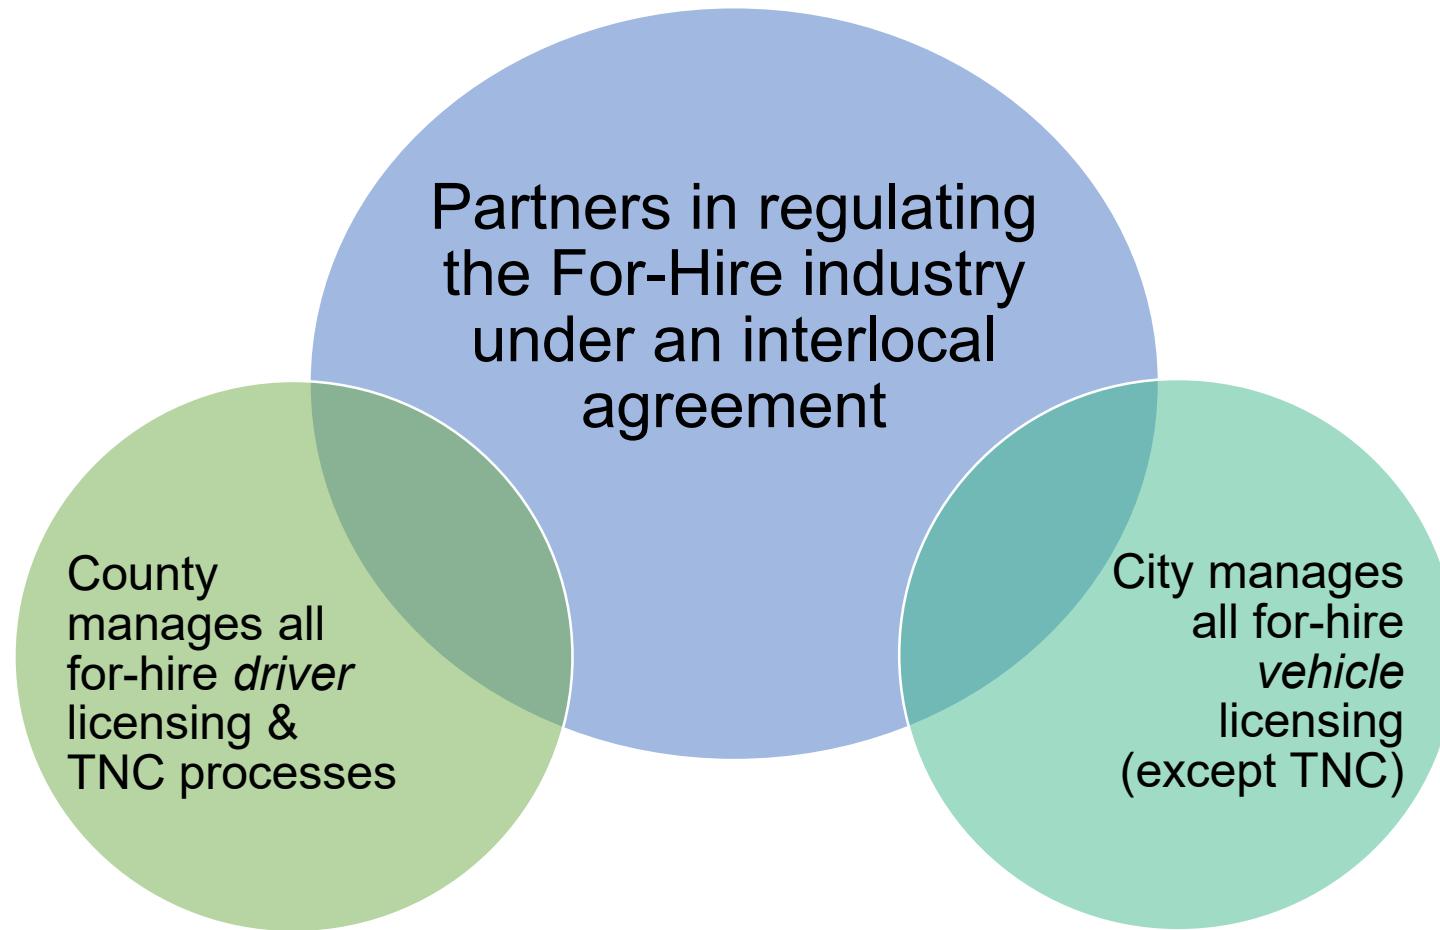 Partners in regulating
the For-Hire industry
under an interlocal
agreement
County
manages all
for-hire driver
licensing &
TNC processes
City manages
all for-hire
vehicle
licensing
(except TNC)